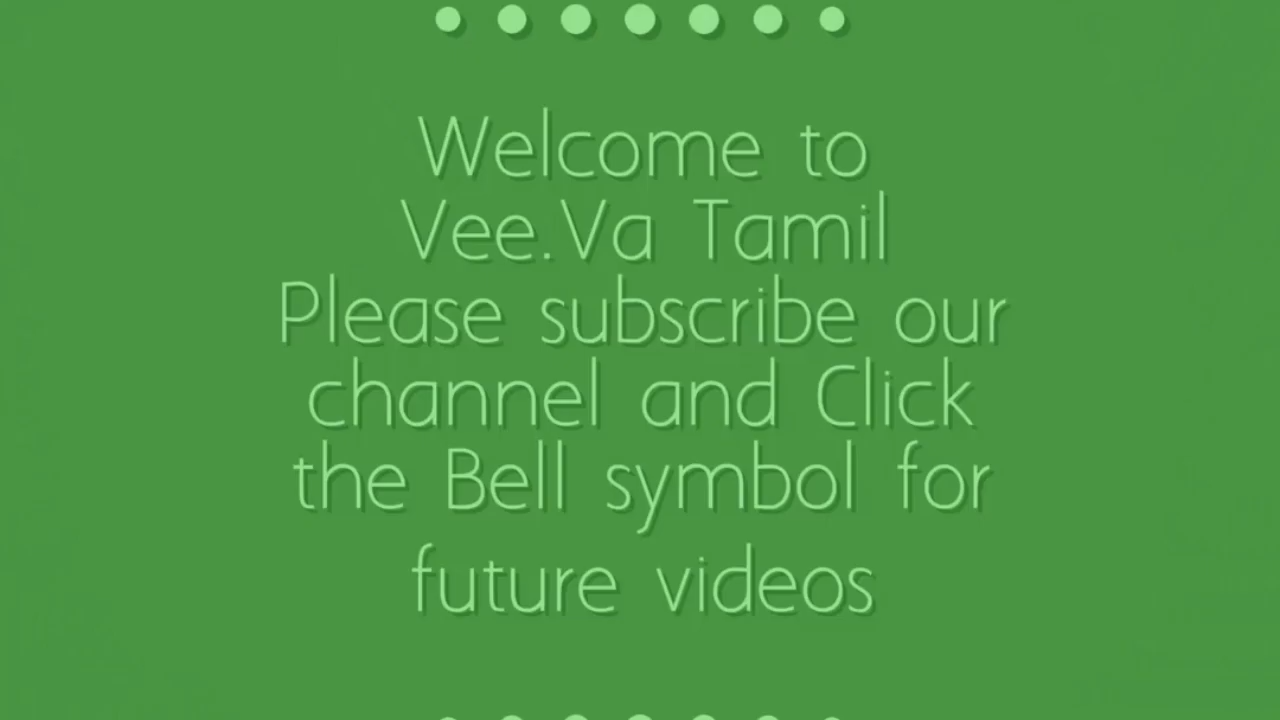 Welcome to
Vee.Va Tamil
Please subscribe our
channel and Click
the Bell symbol for
future videos